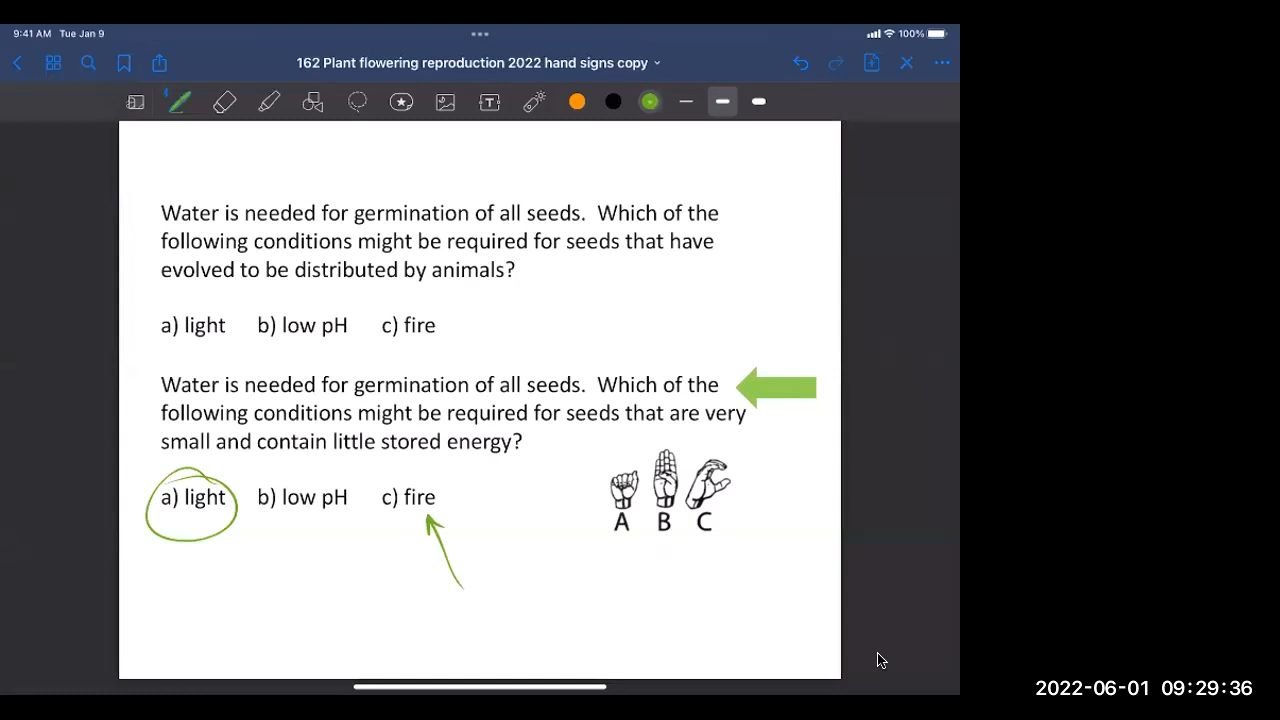 9:41 AM Tue Jan 9
100%
162 Plant flowering reproduction 2022 hand signs copy
T
Water is needed for germination of all seeds. Which of the
following conditions might be required for seeds that have
evolved to be distributed by animals?
a) light b) low pH c) fire
Water is needed for germination of all seeds. Which of the
following conditions might be required for seeds that are very
small and contain little stored energy?
a) light b) low pH c) fire
A B C
2022-06-01 09:29:36